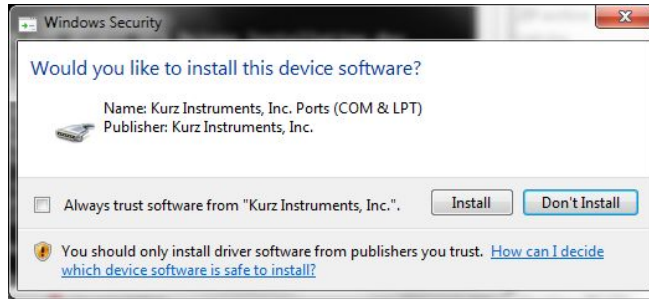 Windows Security
Would you like to install this device software?
Name: Kurz Instruments, Inc. Ports (COM & LPT)
Publisher: Kurz Instruments, Inc.
Always trust software from "Kurz Instruments, Inc.".
Install
Don't Install
You should only install driver software from publishers you trust. How can I decide
which device software is safe to install?